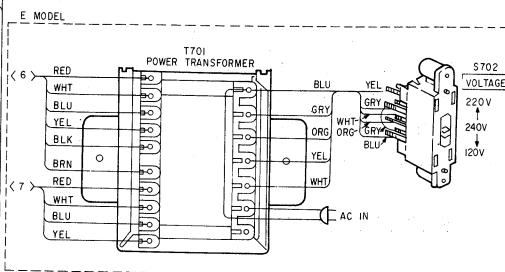 E MODEL
T701
POWER TRANSFORMER
S702
VOLTAGE
220V
240V
120V
6
RED
WHT
BLU
YEL
BLK
BRN
7
RED
WHT
BLU
YEL
BLU
GRY
ORG
YEL
WHT
AC IN
YEL
GRY
WHT
ORG
GRY
BLU